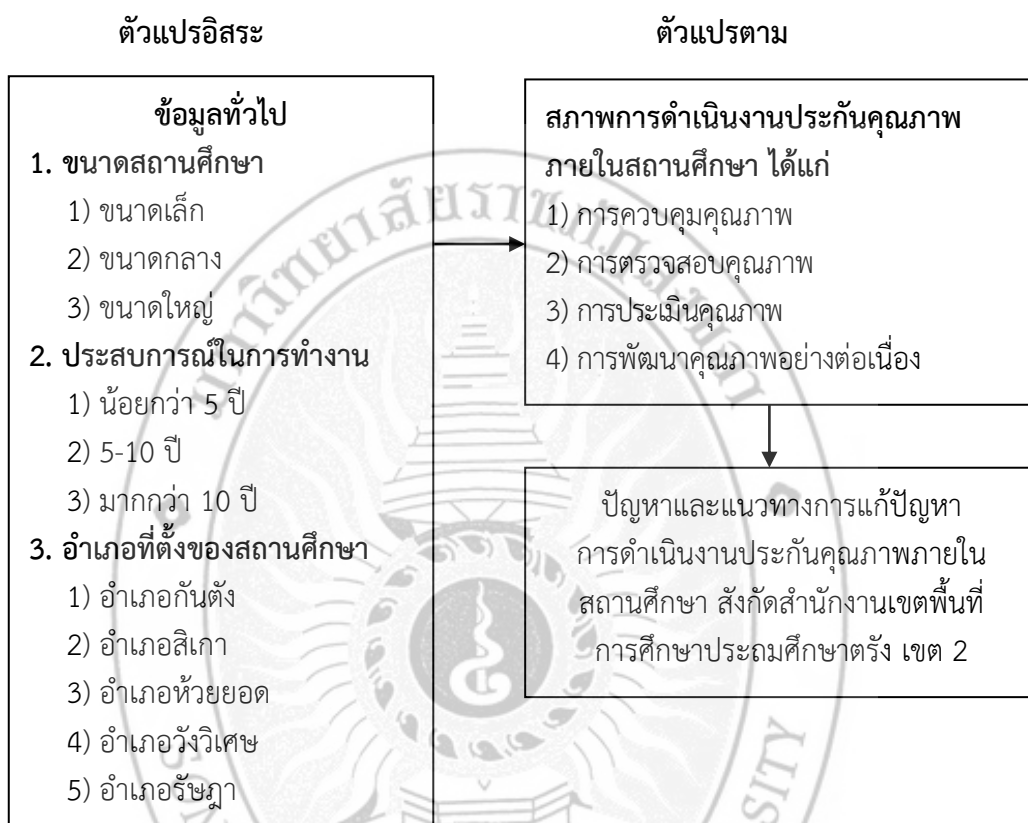 ตัวแปรอิสระ
ตัวแปรตาม
ข้อมูลทั่วไป
1. ขนาดสถานศึกษา
1) ขนาดเล็ก
2) ขนาดกลาง
3) ขนาดใหญ่
2. ประสบการณ์ในการทำงาน
1) น้อยกว่า 5 ปี
2) 5-10 ปี
3) มากกว่า 10 ปี
3. อำเภอที่ตั้งของสถานศึกษา
1) อำเภอกันตัง
2) อำเภอสิเกา
3) อำเภอห้วยยอด
4) อำเภอวังวิเศษ
5) อำเภอรัษฎา
สภาพการดำเนินงานประกันคุณภาพ
ภายในสถานศึกษา ได้แก่
1) การควบคุมคุณภาพ
2) การตรวจสอบคุณภาพ
3) การประเมินคุณภาพ
4) การพัฒนาคุณภาพอย่างต่อเนื่อง
ปัญหาและแนวทางการแก้ปัญหา
การดำเนินงานประกันคุณภาพภายใน
สถานศึกษา สังกัดสำนักงานเขตพื้นที่
การศึกษาประถมศึกษาตรัง เขต 2
มหาวิทยาลัยราชภัฏสงขลา